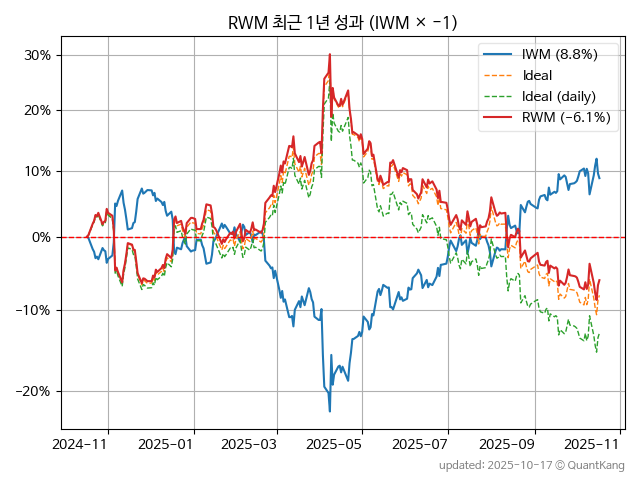 RWM 최근 1년 성과 (IWM × −1)
30%
20%
10%
0%
−10%
−20%
IWM (8.8%)
Ideal
Ideal (daily)
RWM (−6.1%)
2024-11 2025-01 2025-03 2025-05 2025-07 2025-09 2025-11
updated: 2025-10-17 © QuantKang